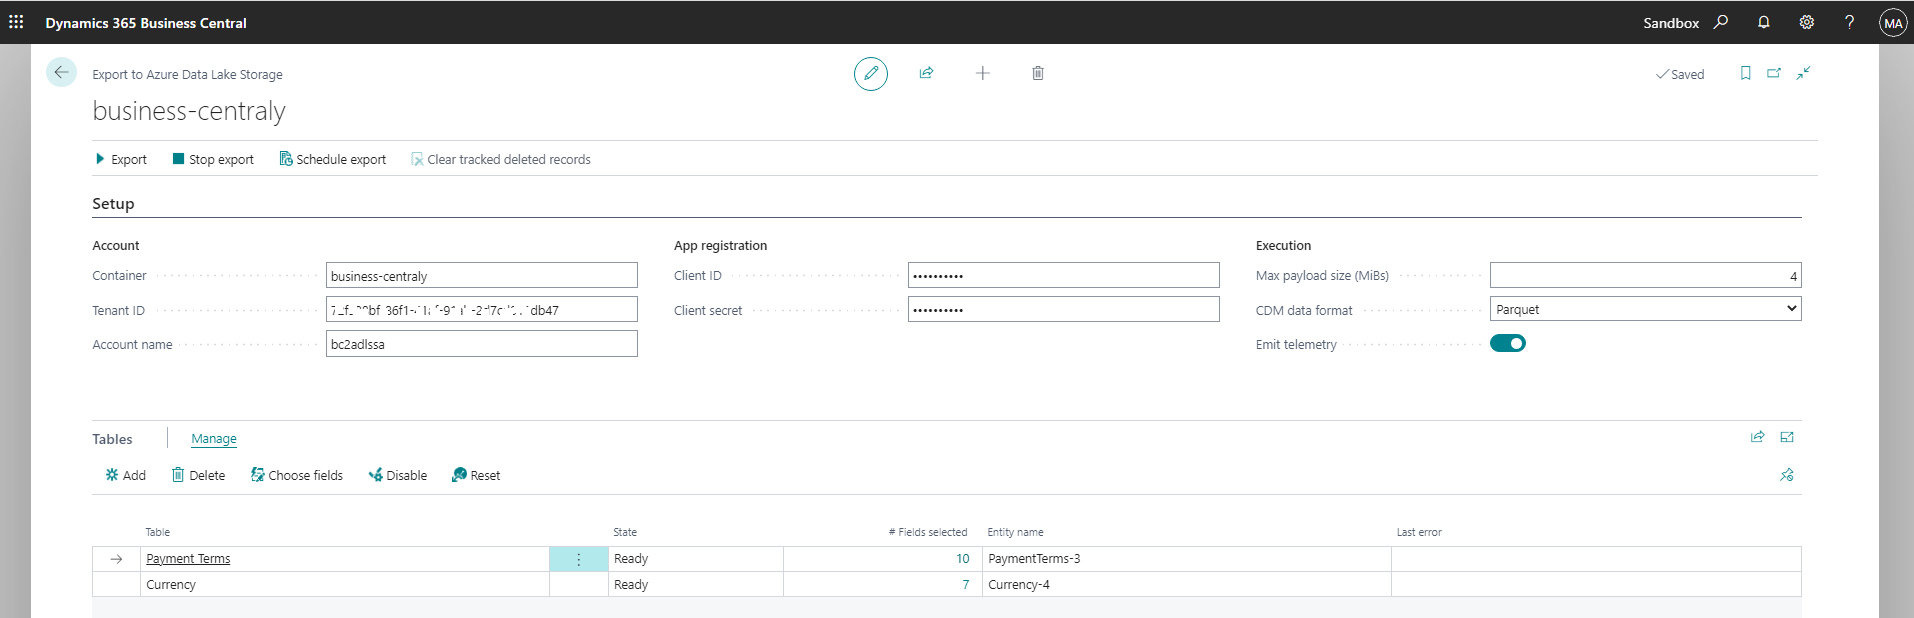 Dynamics 365 Business Central
Sandbox
?
MA
Export to Azure Data Lake Storage
Saved
business-centraly
Export
Stop export
Schedule export
Clear tracked deleted records
Setup
Account
App registration
Execution
Container
business-centraly
Client ID
••••••••••
Max payload size (MiBs)
4
Tenant ID
Client secret
••••••••••
CDM data format
Parquet
Account name
bc2adlssa
Emit telemetry
Tables
Manage
Add
Delete
Choose fields
Disable
Reset
Table
State
# Fields selected
Entity name
Last error
Payment Terms
Ready
10
PaymentTerms-3
Currency
Ready
7
Currency-4